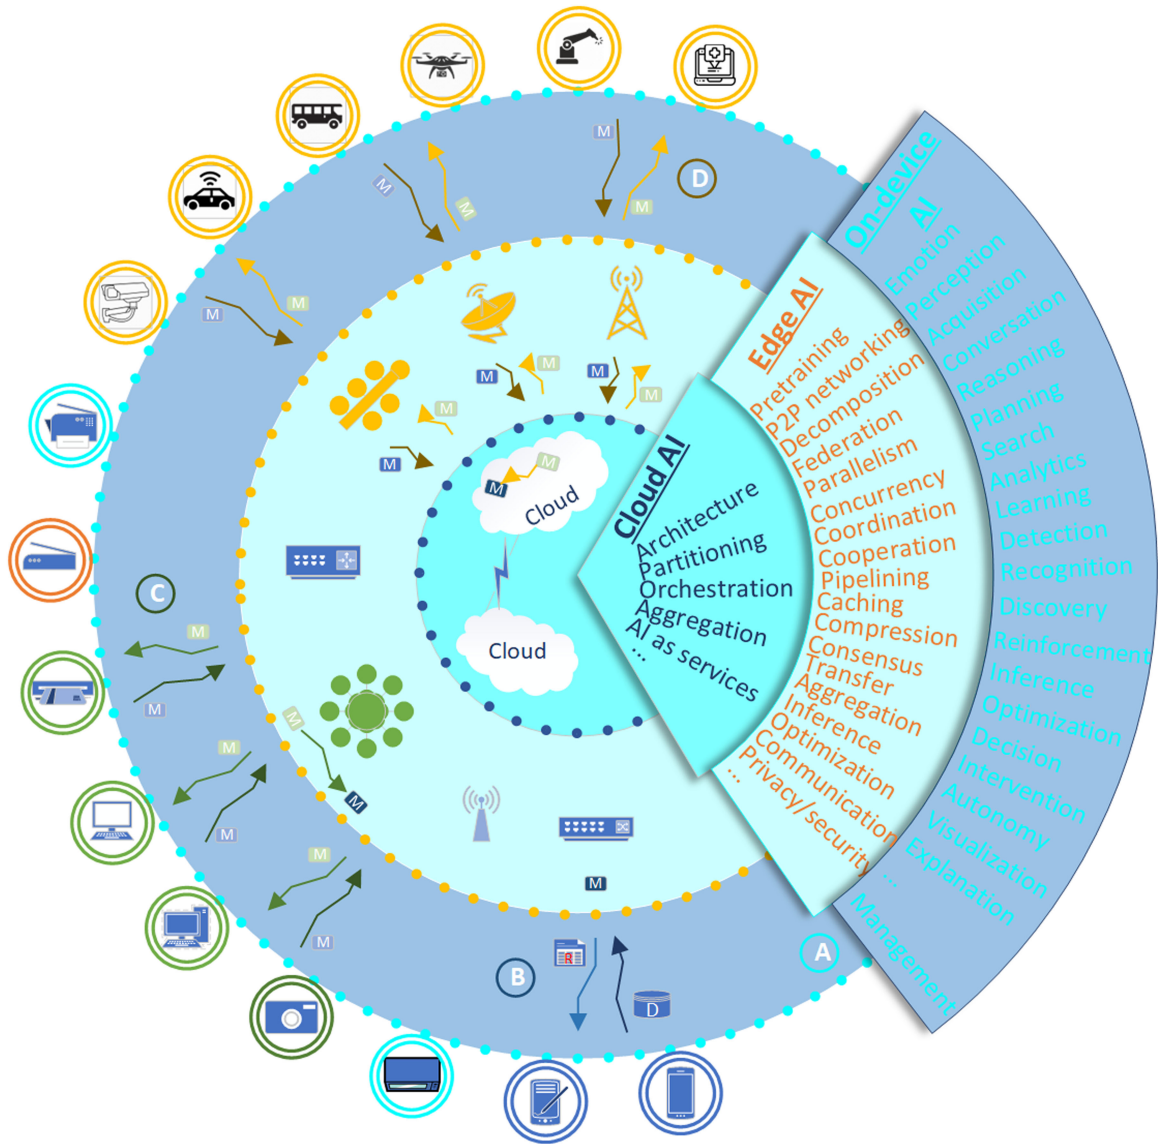 M
M
D
M
M
M
M
M
M
M
M
M
M
M
M
M
Cloud
Cloud
C
M
M
M
M
M
M
M
M
M
B
R
D
A
Cloud AI
Architecture
Partitioning
Orchestration
Aggregation
AI as services
...
Edge AI
Pretraining
P2P networking
Decomposition
Federation
Parallelism
Concurrency
Coordination
Cooperation
Pipelining
Caching
Compression
Consensus
Transfer
Aggregation
Inference
Optimization
Communication
Privacy/security
...
On-device
AI
Emotion
Perception
Acquisition
Conversation
Reasoning
Planning
Search
Analytics
Learning
Detection
Recognition
Discovery
Reinforcement
Inference
Optimization
Decision
Intervention
Autonomy
Visualization
Explanation
...
Management